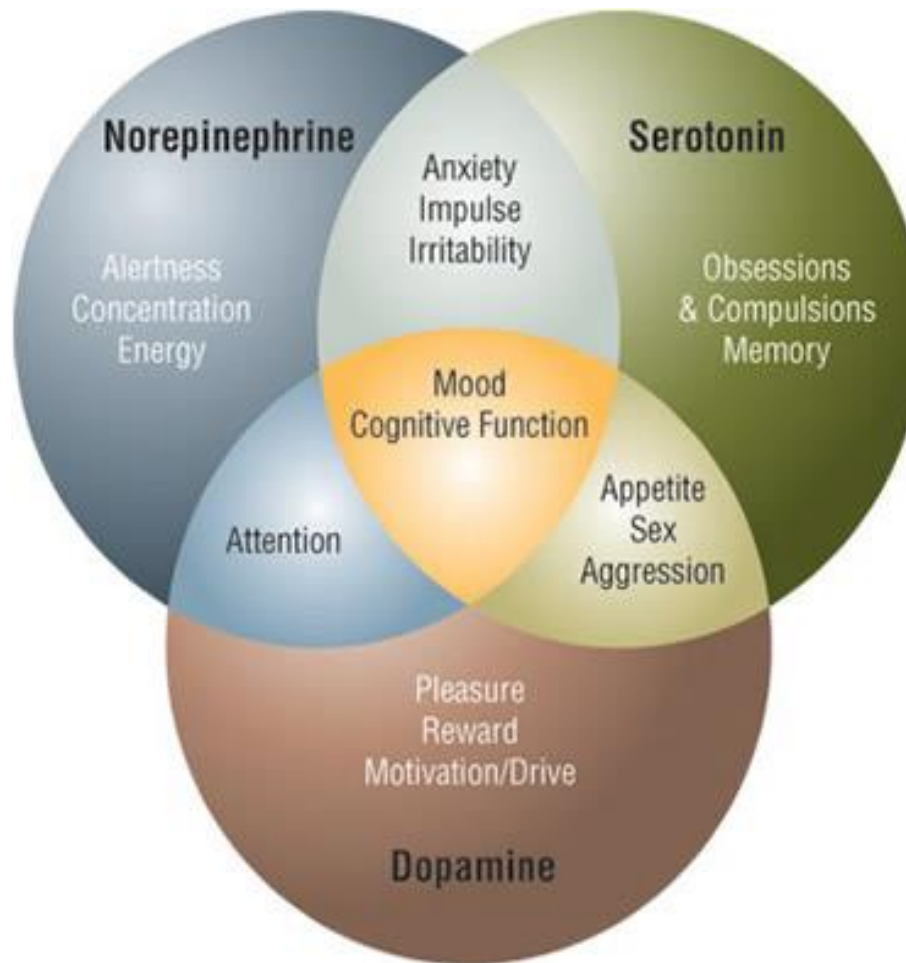 Norepinephrine
Serotonin
Anxiety
Impulse
Irritability
Alertness
Concentration
Energy
Obsessions
& Compulsions
Memory
Mood
Cognitive Function
Attention
Appetite
Sex
Aggression
Pleasure
Reward
Motivation/Drive
Dopamine